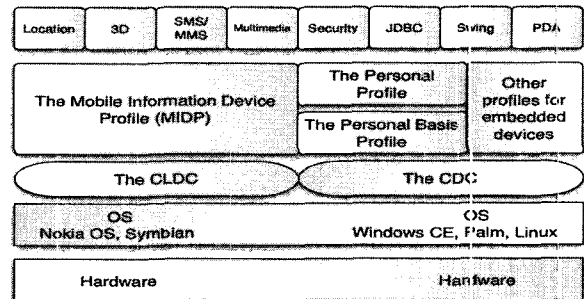 Location 3D SMS/ MMS Multimedia Security JDBC Swing PDA
The Mobile Information Device
Profile (MIDP)
The Personal
Profile
The Personal Basis
Profile
Other
profiles for
embedded
devices
The CLDC The CDC
OS
Nokia OS, Symbian
OS
Windows CE, Palm, Linux
Hardware Hardware